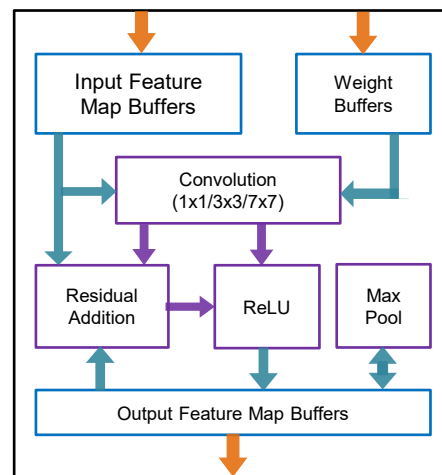 Input Feature
Map Buffers
Weight
Buffers
Convolution
(1x1/3x3/7x7)
Residual
Addition
ReLU
Max
Pool
Output Feature Map Buffers